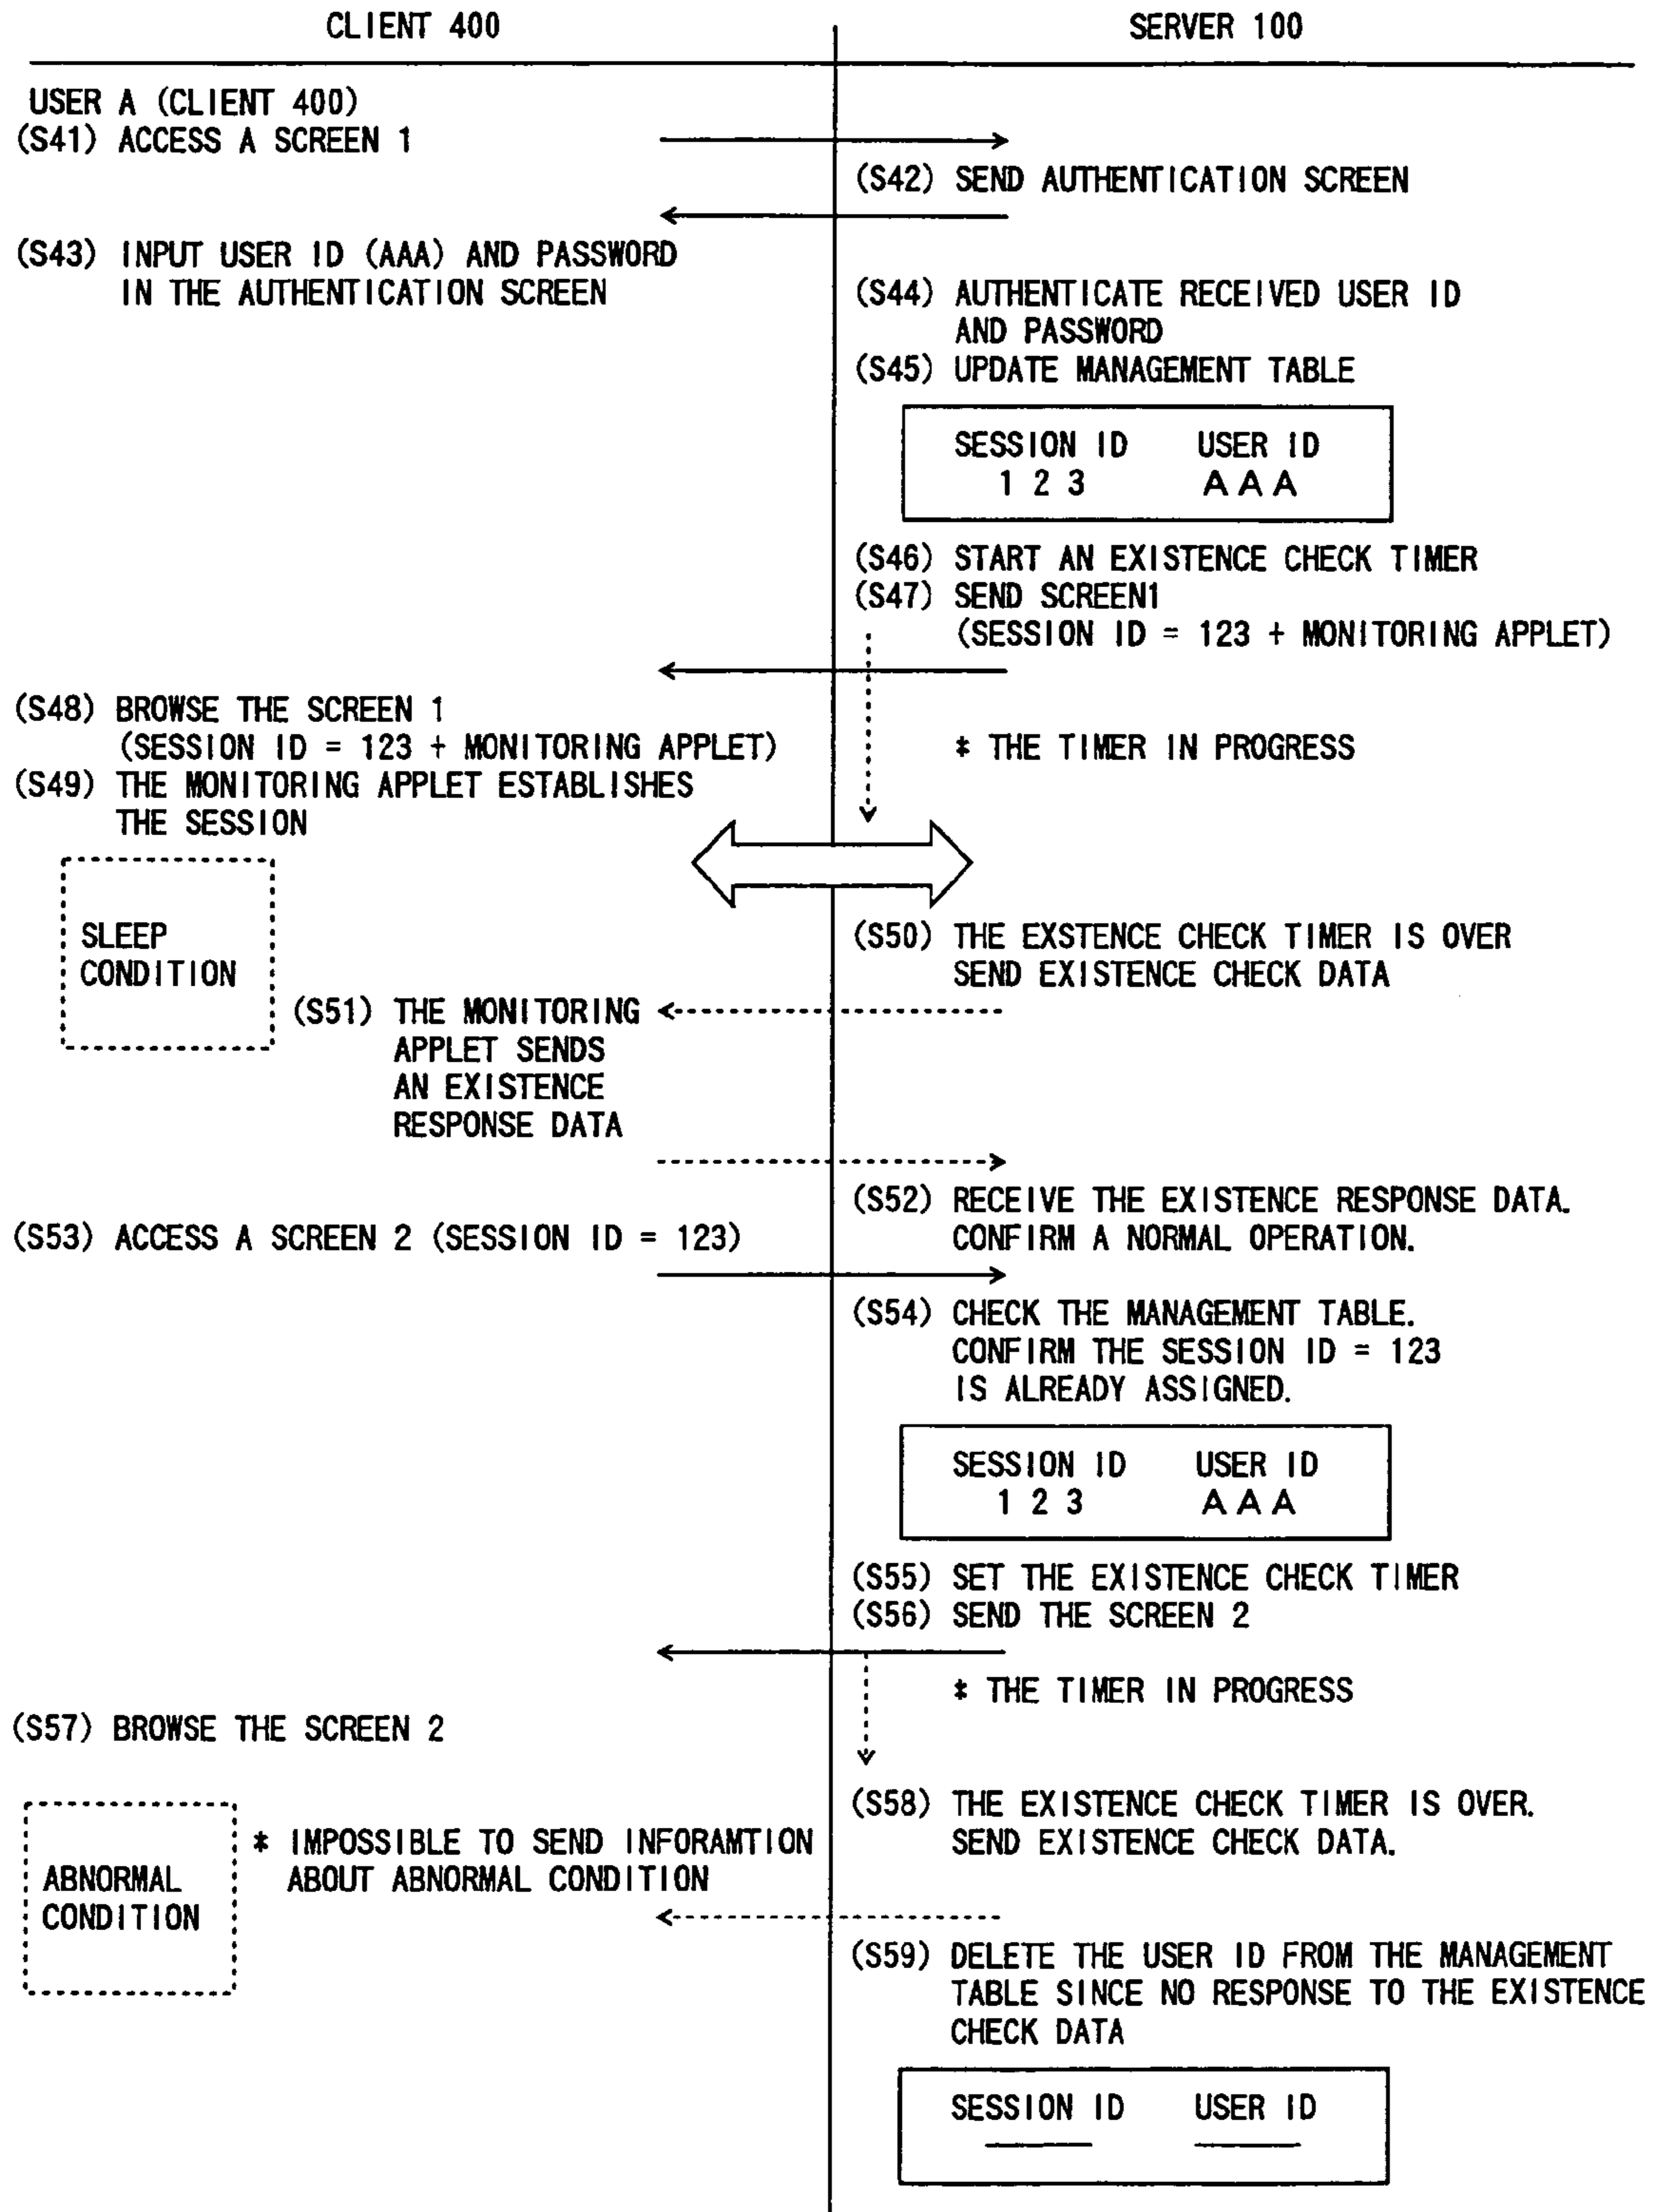 CLIENT 400
SERVER 100
USER A (CLIENT 400)
(S41) ACCESS A SCREEN 1
(S42) SEND AUTHENTICATION SCREEN
(S43) INPUT USER ID (AAA) AND PASSWORD
IN THE AUTHENTICATION SCREEN
(S44) AUTHENTICATE RECEIVED USER ID
AND PASSWORD
(S45) UPDATE MANAGEMENT TABLE
SESSION ID USER ID
1 2 3 A A A
(S46) START AN EXISTENCE CHECK TIMER
(S47) SEND SCREEN1
(SESSION ID = 123 + MONITORING APPLET)
(S48) BROWSE THE SCREEN 1
(SESSION ID = 123 + MONITORING APPLET)
* THE TIMER IN PROGRESS
(S49) THE MONITORING APPLET ESTABLISHES
THE SESSION
SLEEP
CONDITION
(S50) THE EXSTENCE CHECK TIMER IS OVER
SEND EXISTENCE CHECK DATA
(S51) THE MONITORING
APPLET SENDS
AN EXISTENCE
RESPONSE DATA
(S52) RECEIVE THE EXISTENCE RESPONSE DATA.
CONFIRM A NORMAL OPERATION.
(S53) ACCESS A SCREEN 2 (SESSION ID = 123)
(S54) CHECK THE MANAGEMENT TABLE.
CONFIRM THE SESSION ID = 123
IS ALREADY ASSIGNED.
SESSION ID USER ID
1 2 3 A A A
(S55) SET THE EXISTENCE CHECK TIMER
(S56) SEND THE SCREEN 2
* THE TIMER IN PROGRESS
(S57) BROWSE THE SCREEN 2
(S58) THE EXISTENCE CHECK TIMER IS OVER.
SEND EXISTENCE CHECK DATA.
* IMPOSSIBLE TO SEND INFORAMTION
ABOUT ABNORMAL CONDITION
ABNORMAL
CONDITION
(S59) DELETE THE USER ID FROM THE MANAGEMENT
TABLE SINCE NO RESPONSE TO THE EXISTENCE
CHECK DATA
SESSION ID USER ID